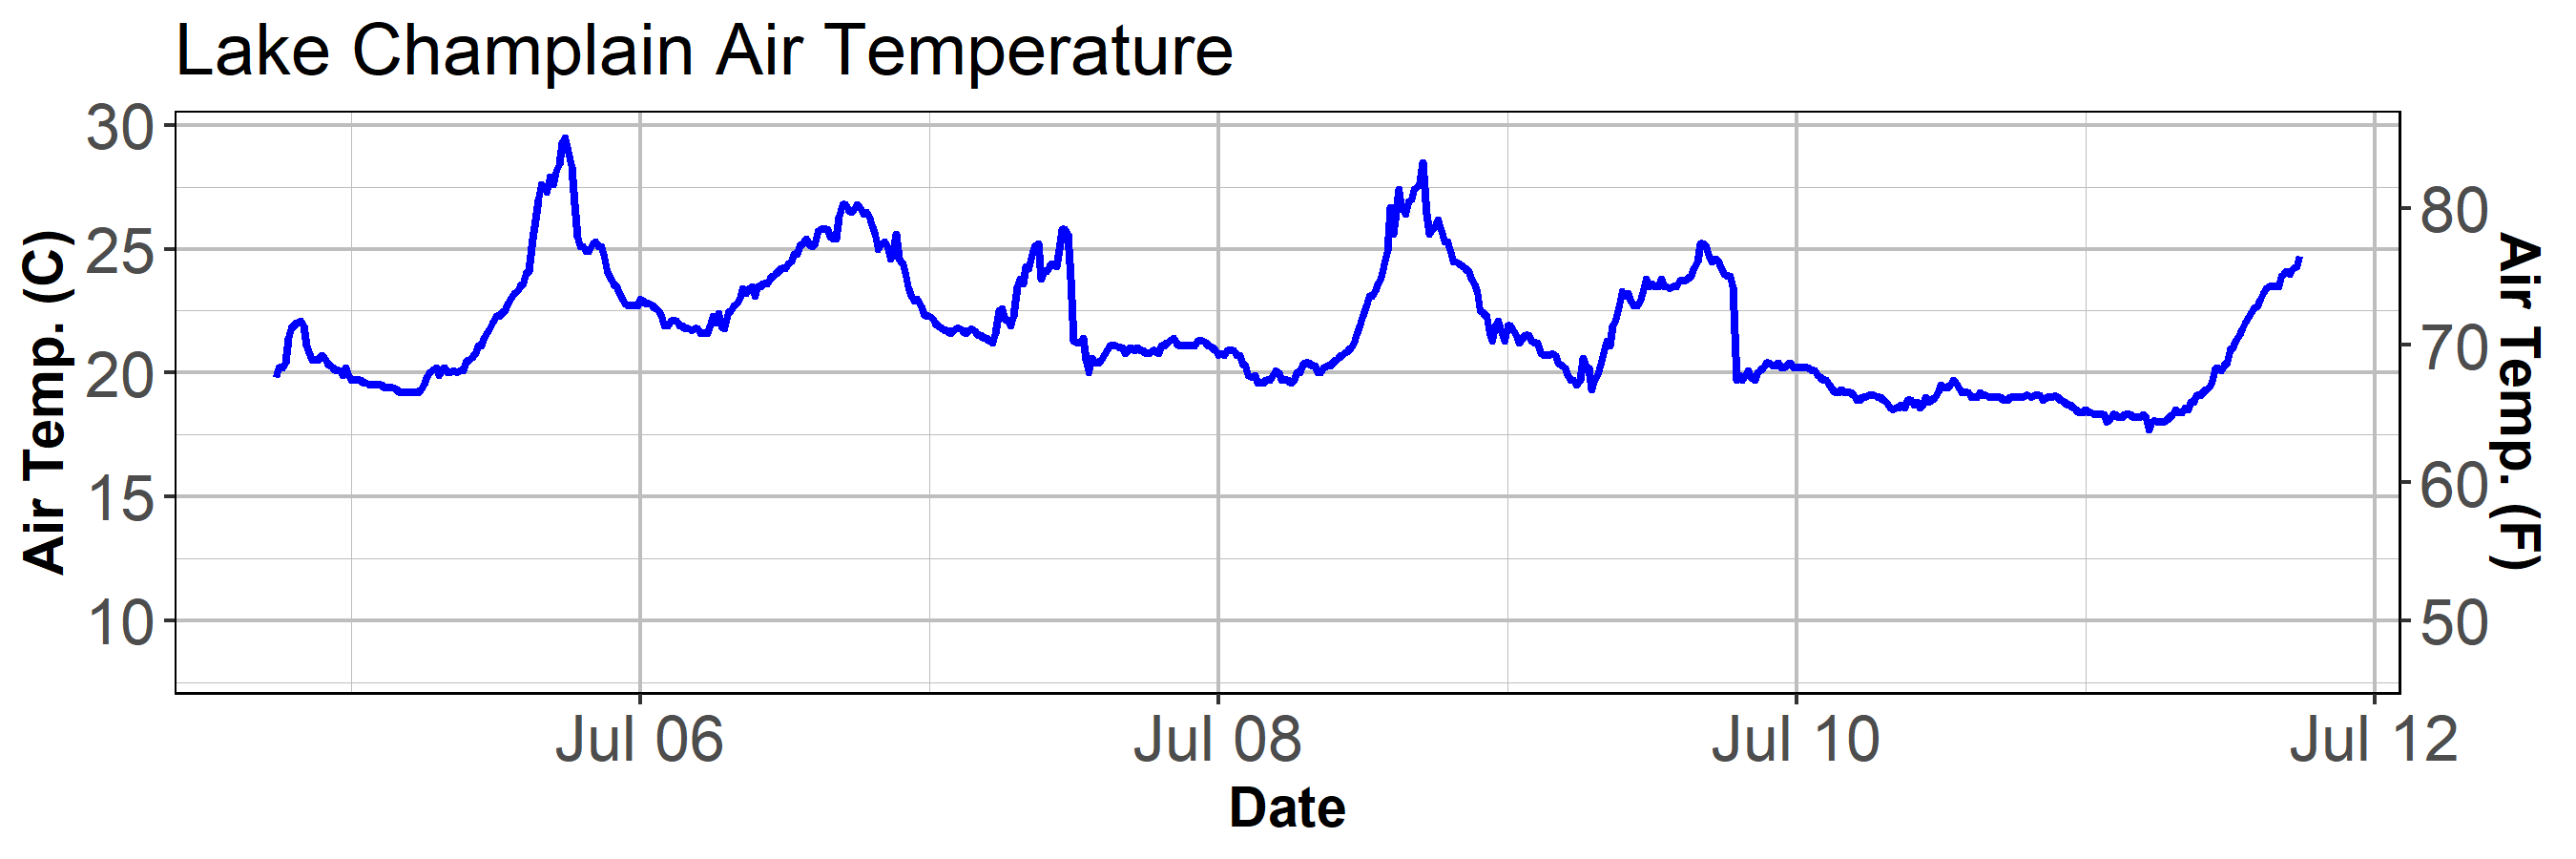 Lake Champlain Air Temperature
Air Temp. (C)
30
25
20
15
10
80
70
60
50
Air Temp. (F)
Jul 06
Jul 08
Jul 10
Jul 12
Date